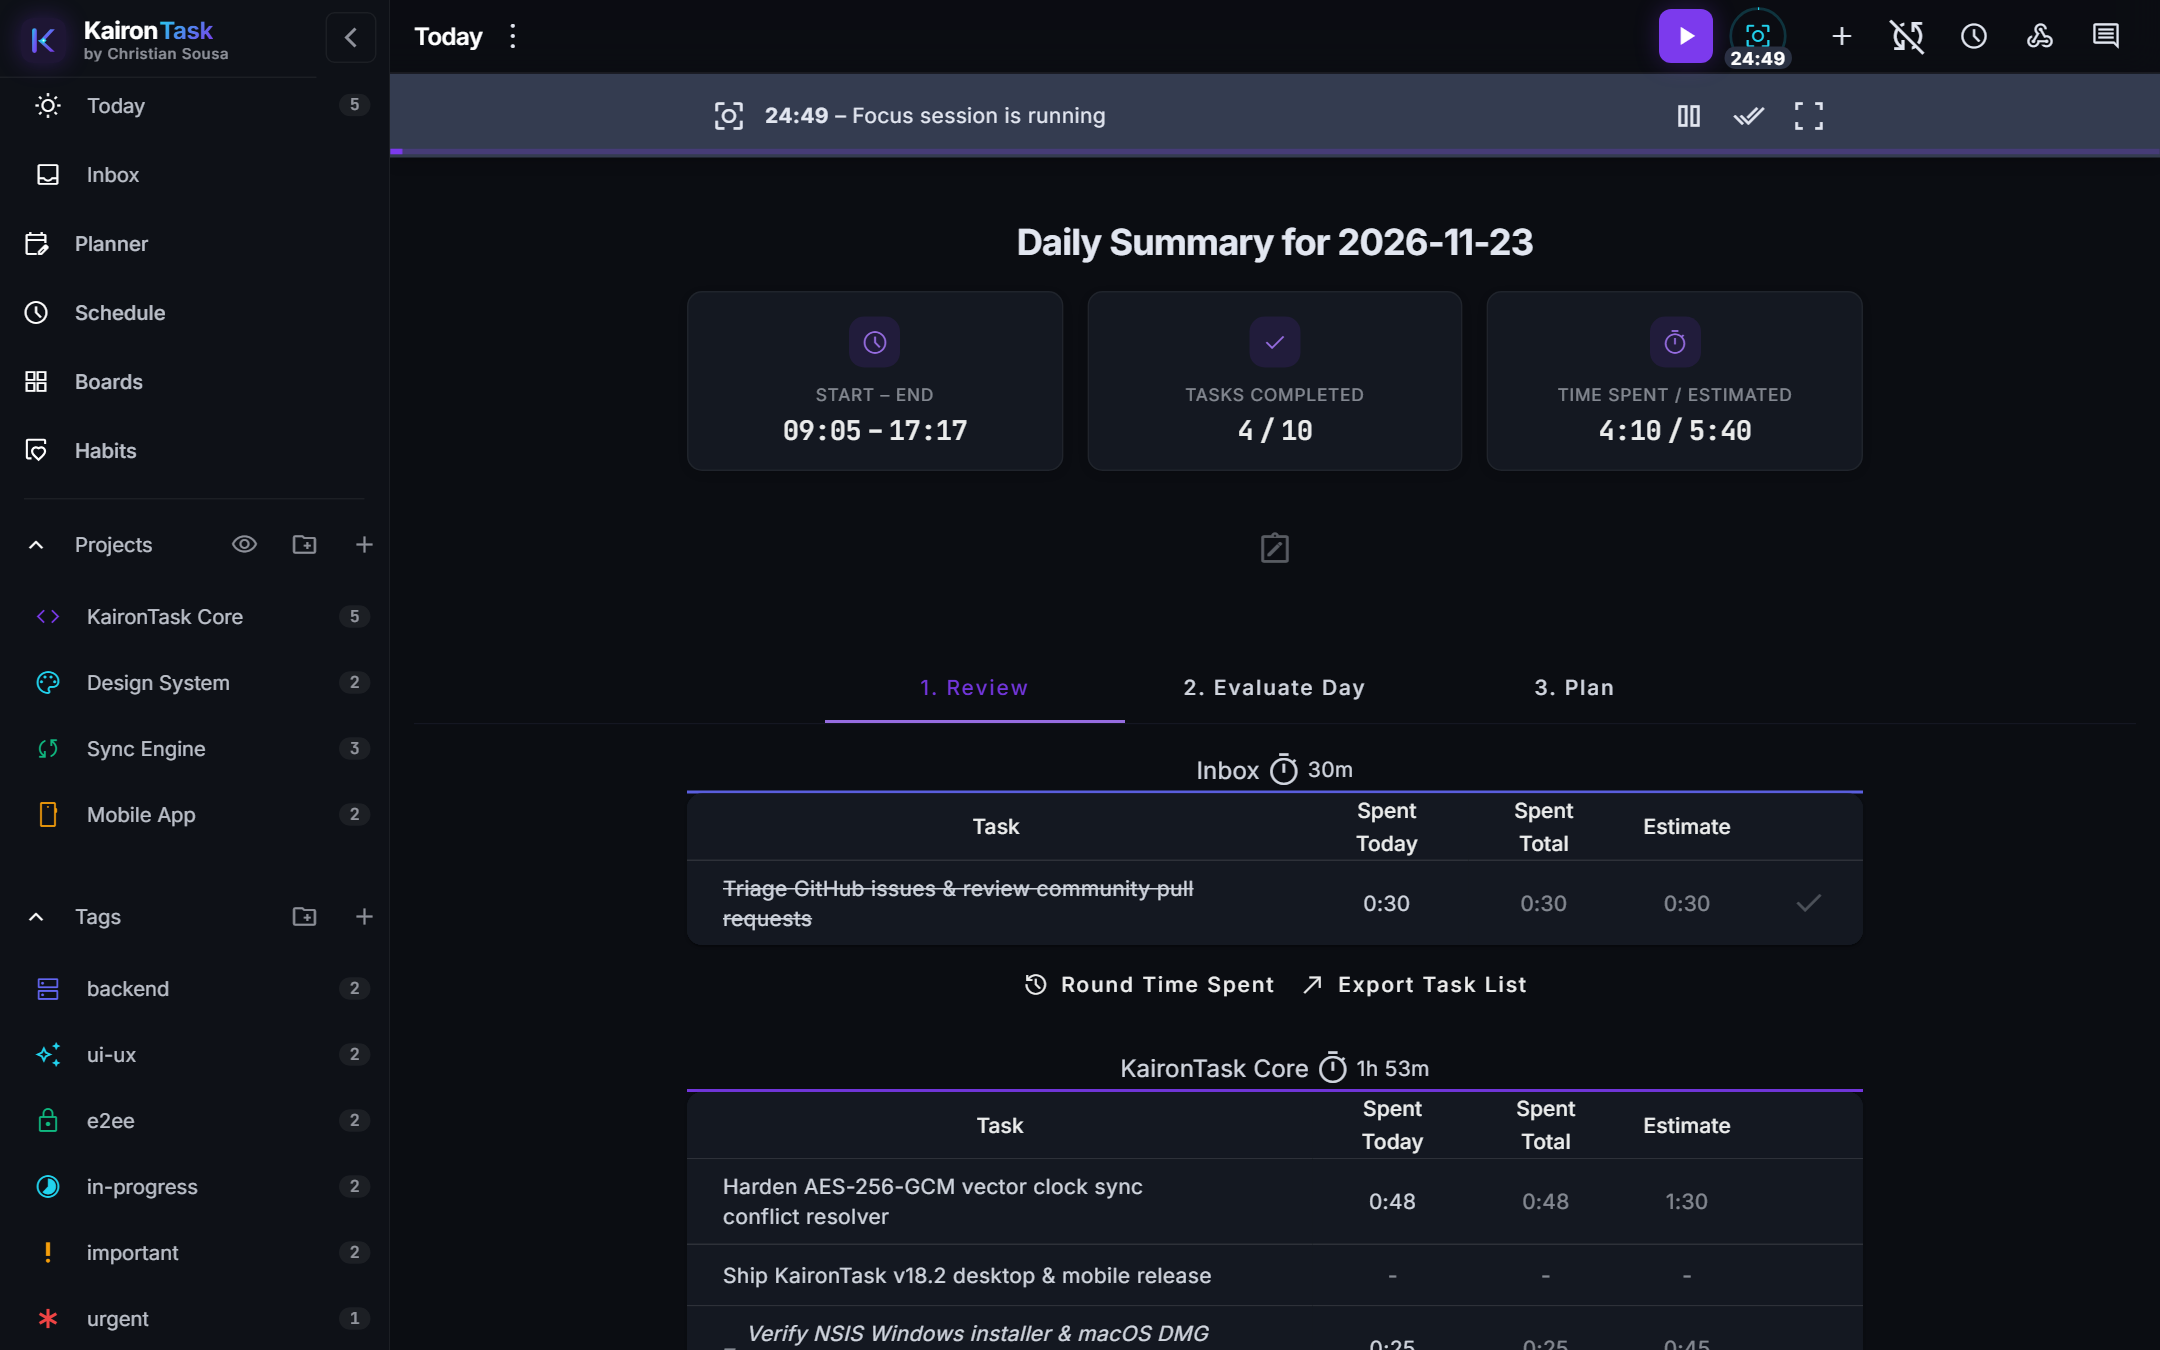 KaironTask
by Christian Sousa
Today 5
Inbox
Planner
Schedule
Boards
Habits
Projects
KaironTask Core 5
Design System 2
Sync Engine 3
Mobile App 2
Tags
backend 2
ui-ux 2
e2ee 2
in-progress 2
important 2
urgent 1
Today
24:49
24:49 – Focus session is running
Daily Summary for 2026-11-23
START – END
09:05 – 17:17
TASKS COMPLETED
4 / 10
TIME SPENT / ESTIMATED
4:10 / 5:40
1. Review
2. Evaluate Day
3. Plan
Inbox 30m
Task
Spent
Today
Spent
Total
Estimate
Triage GitHub issues & review community pull
requests
0:30
0:30
0:30
Round Time Spent
Export Task List
KaironTask Core 1h 53m
Task
Spent
Today
Spent
Total
Estimate
Harden AES-256-GCM vector clock sync
conflict resolver
0:48
0:48
1:30
Ship KaironTask v18.2 desktop & mobile release
-
-
-
Verify NSIS Windows installer & macOS DMG
0:25
0:25
0:45